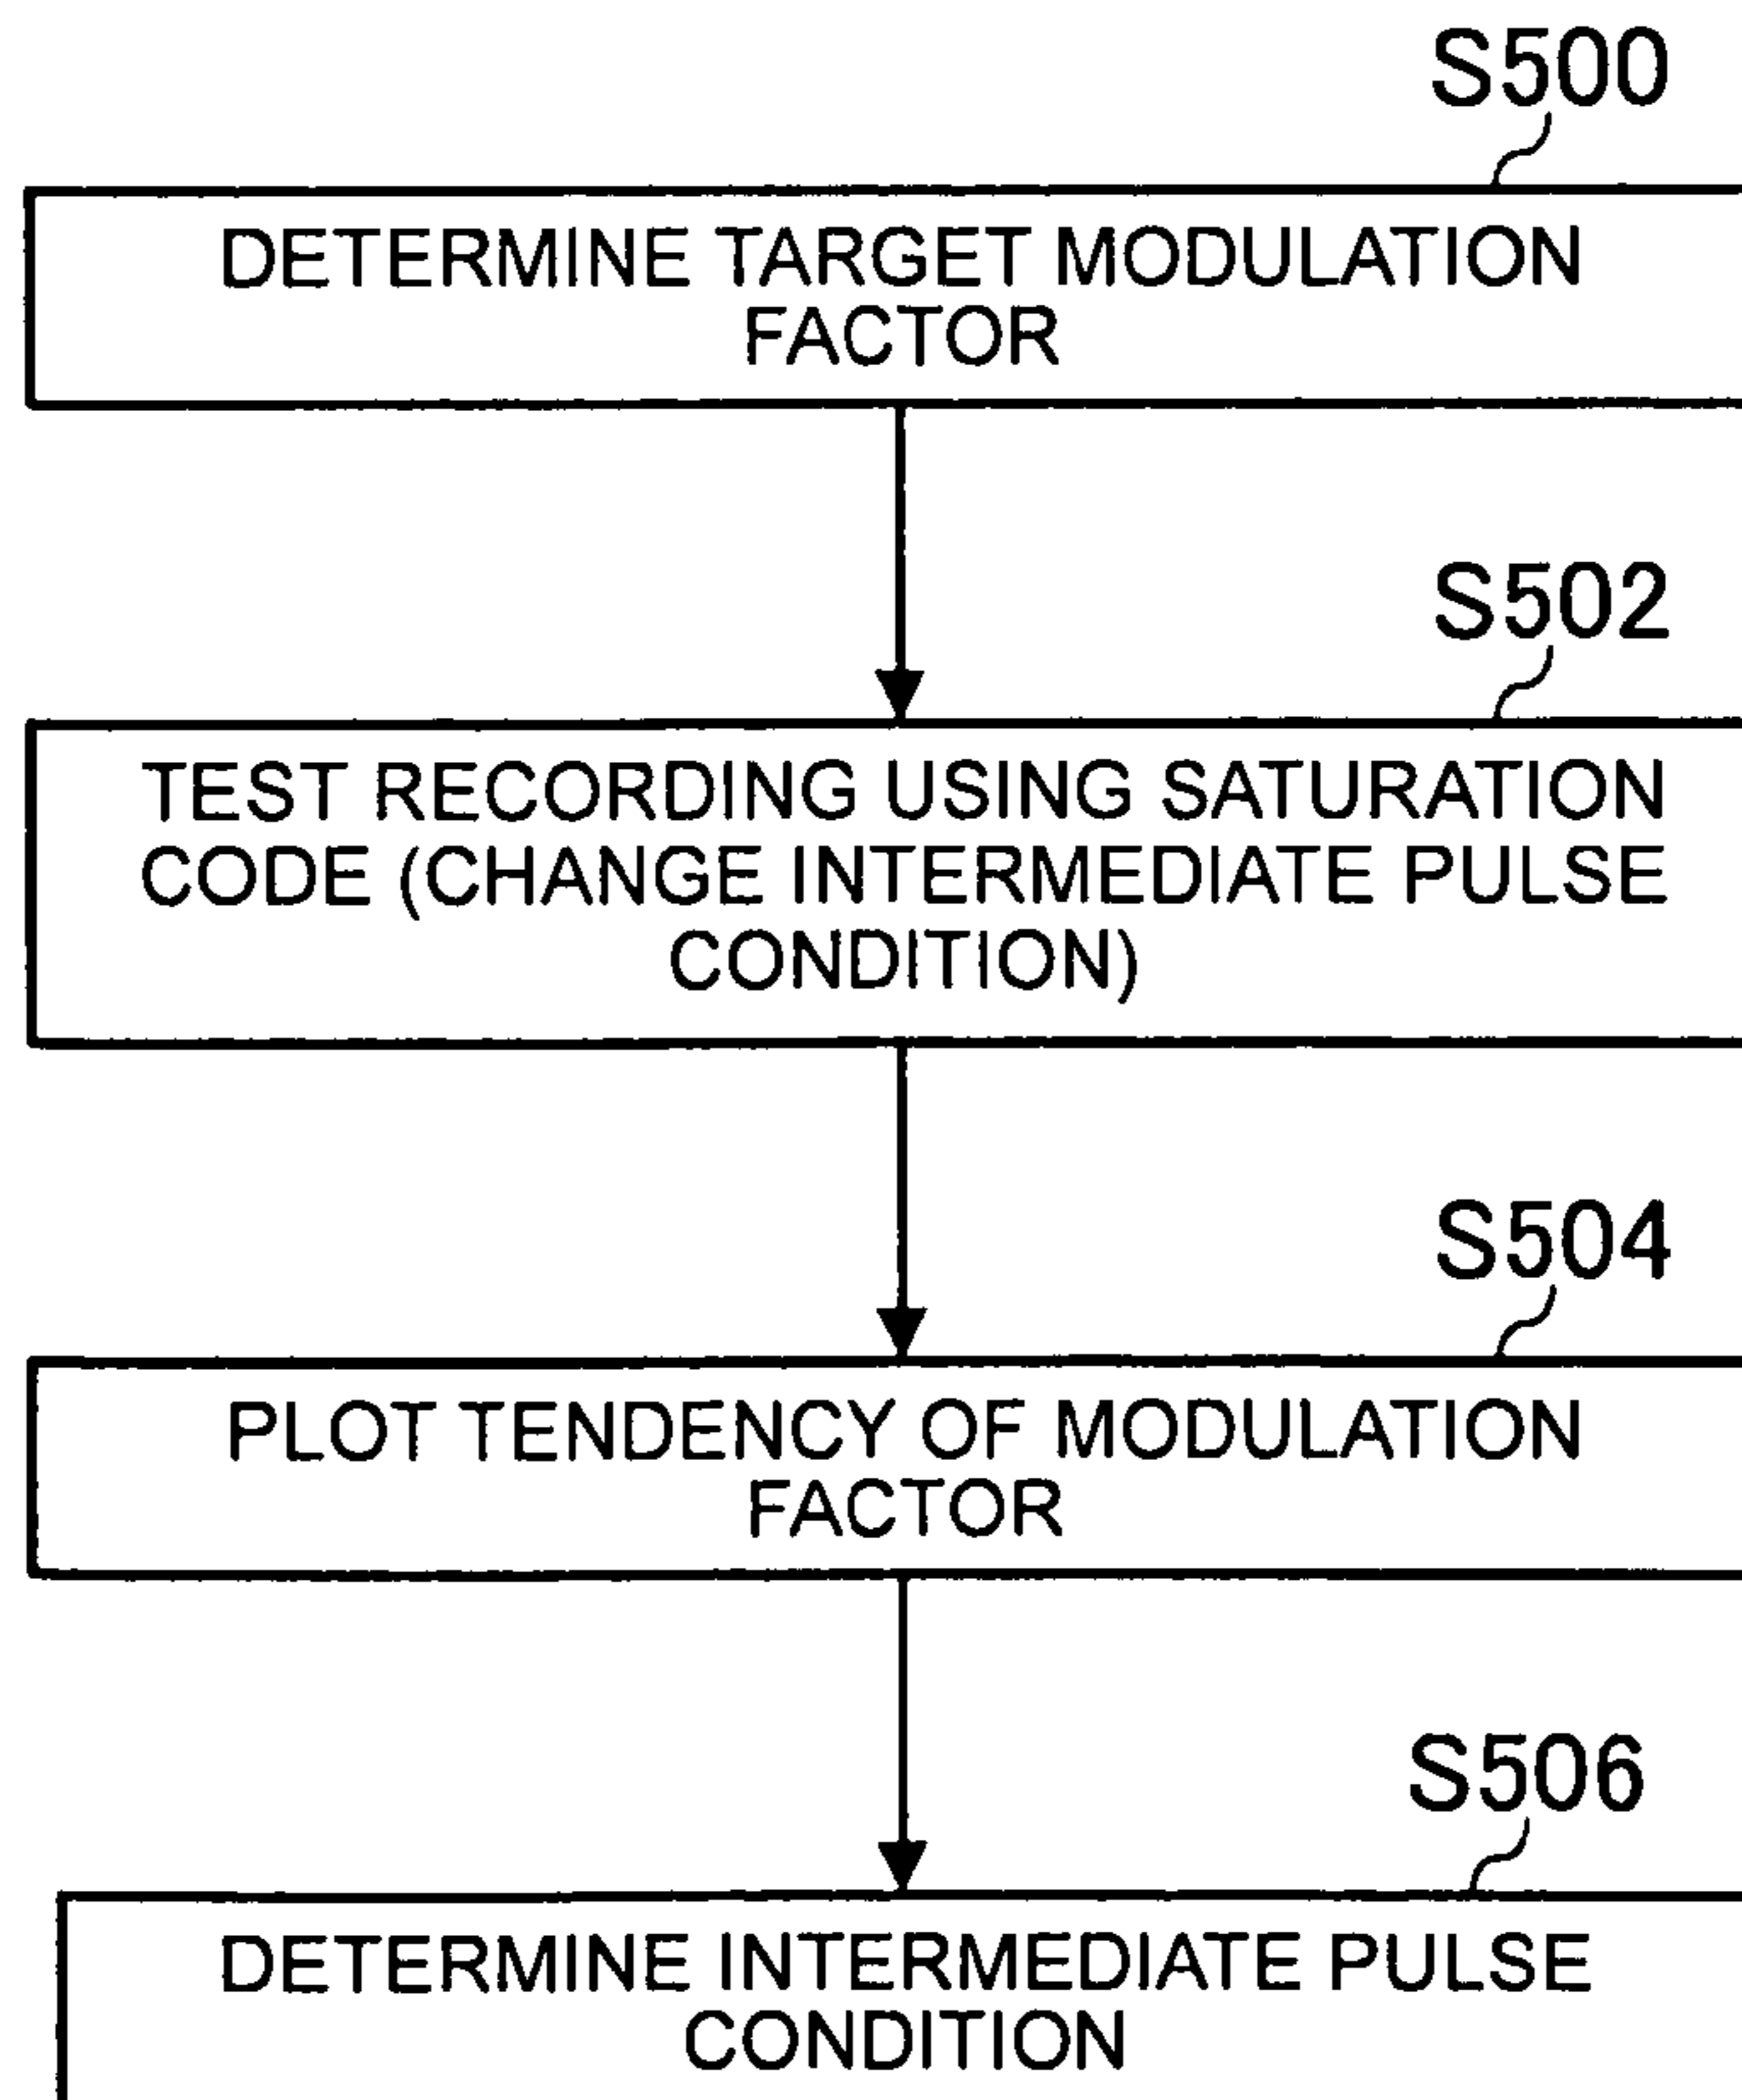 S500
DETERMINE TARGET MODULATION
FACTOR
S502
TEST RECORDING USING SATURATION
CODE (CHANGE INTERMEDIATE PULSE
CONDITION)
S504
PLOT TENDENCY OF MODULATION
FACTOR
S506
DETERMINE INTERMEDIATE PULSE
CONDITION